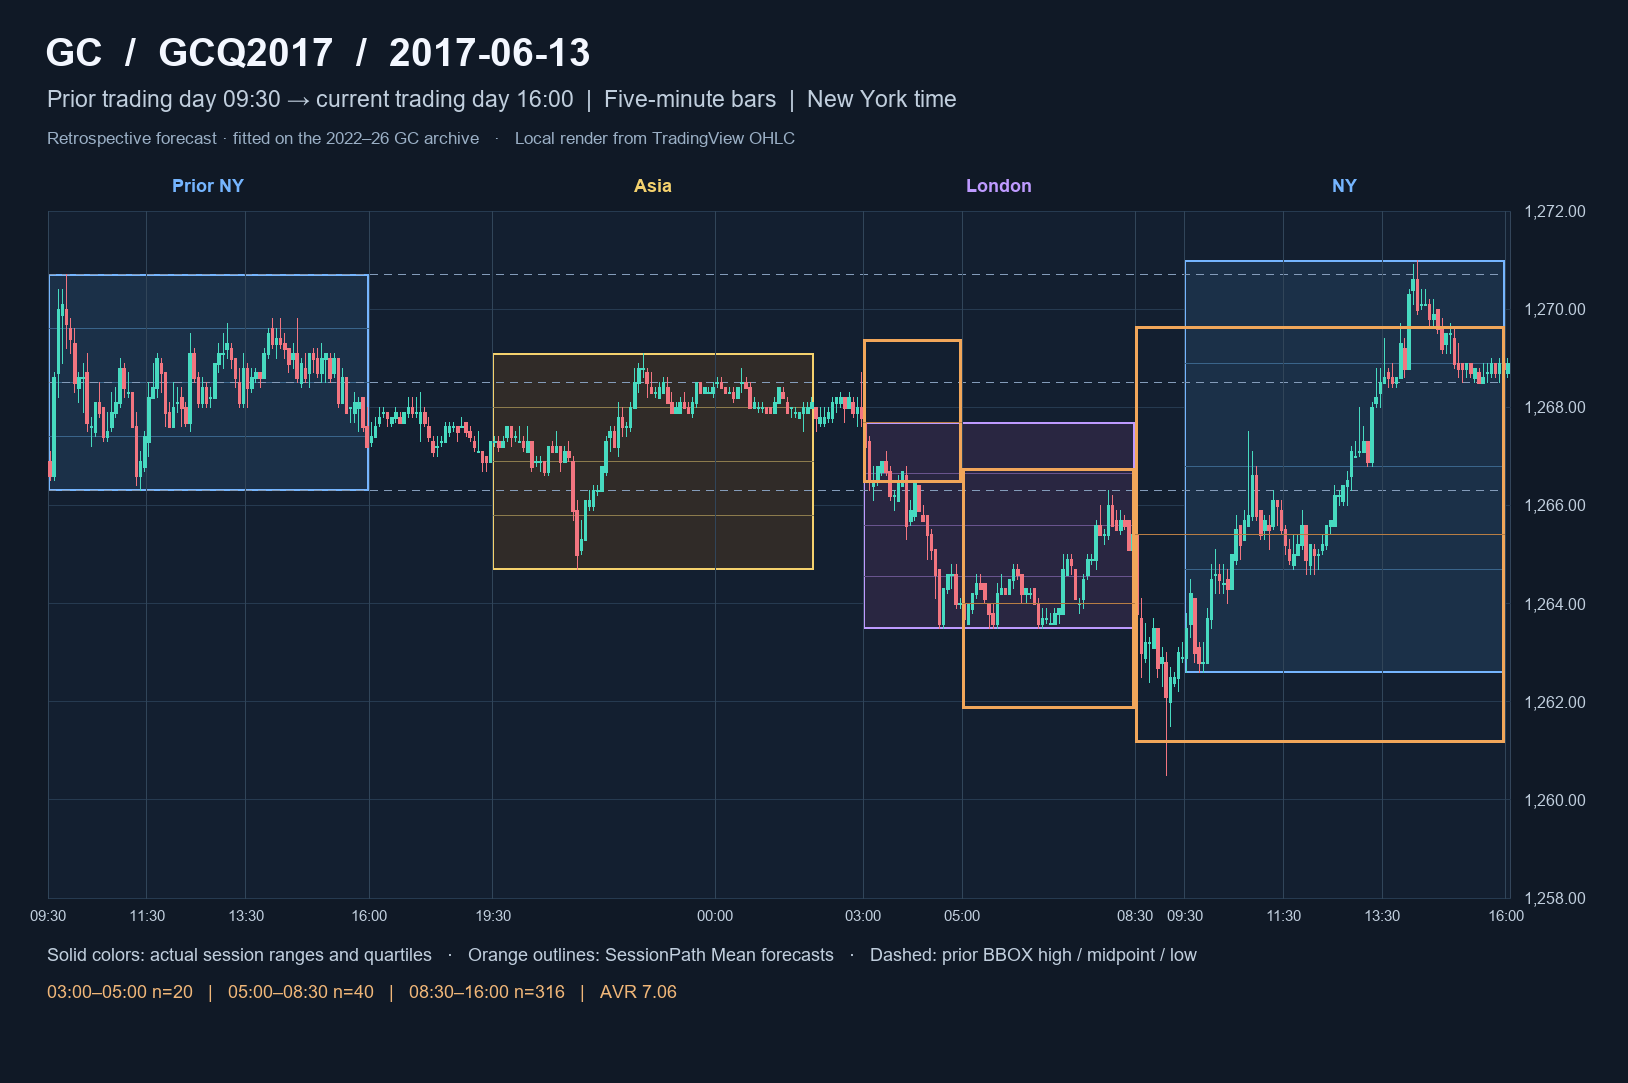 GC / GCQ2017 / 2017-06-13
Prior trading day 09:30 → current trading day 16:00 | Five-minute bars | New York time
Retrospective forecast · fitted on the 2022–26 GC archive · Local render from TradingView OHLC
Prior NY Asia London NY
1,272.00
1,270.00
1,268.00
1,266.00
1,264.00
1,262.00
1,260.00
1,258.00
09:30 11:30 13:30 16:00 19:30 00:00 03:00 05:00 08:30 09:30 11:30 13:30 16:00
Solid colors: actual session ranges and quartiles · Orange outlines: SessionPath Mean forecasts · Dashed: prior BBOX high / midpoint / low
03:00–05:00 n=20 | 05:00–08:30 n=40 | 08:30–16:00 n=316 | AVR 7.06